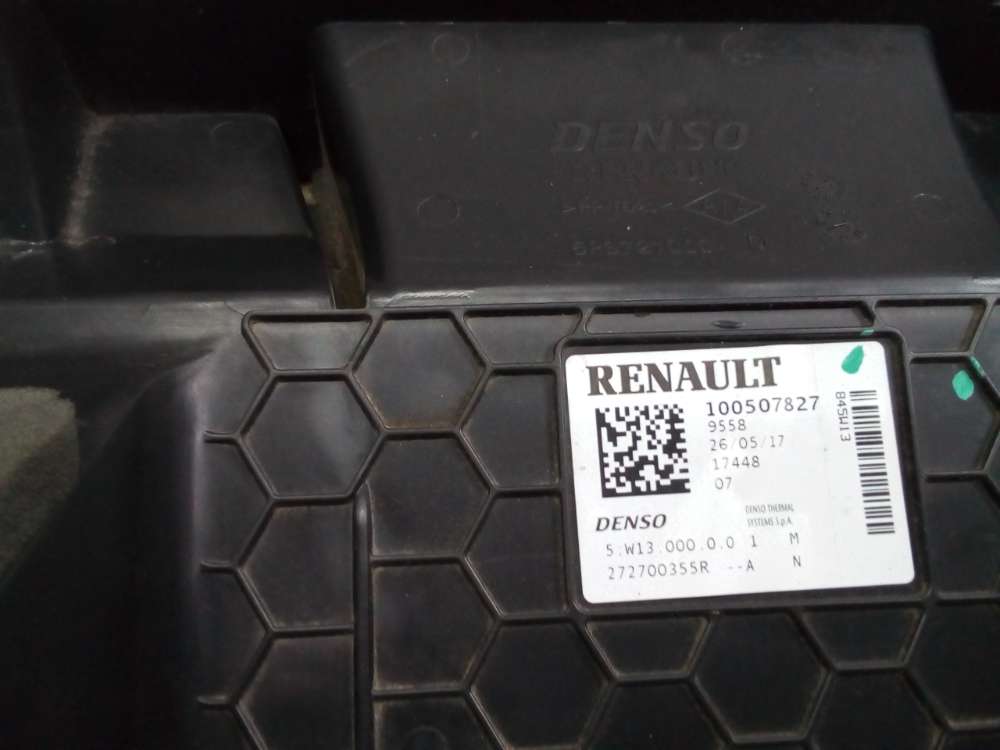 DENSO
RENAULT
100507827
9558
26/05/17
17448
07
845W13
DENSO
DENSO THERMAL
SYSTEMS S.p.A.
5.W13.000.0.0 1 M
272700355R --A N